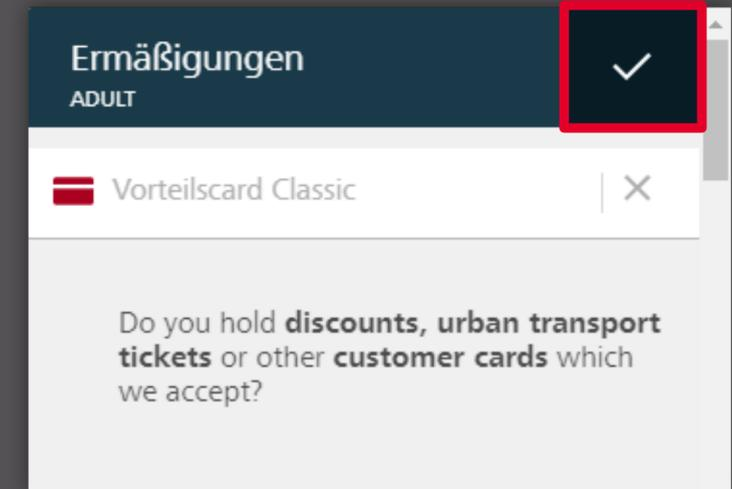 Ermäßigungen
ADULT
Vorteilscard Classic
Do you hold discounts, urban transport
tickets or other customer cards which
we accept?